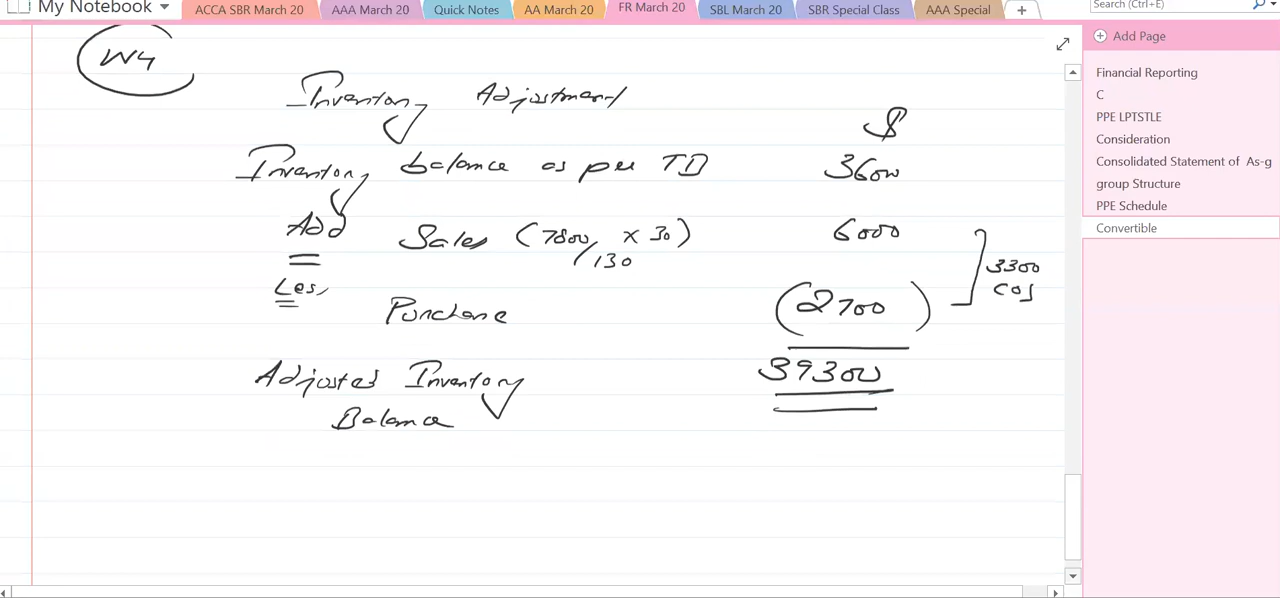 My Notebook
ACCA SBR March 20
AAA March 20
Quick Notes
AA March 20
FR March 20
SBL March 20
SBR Special Class
AAA Special
Search (Ctrl+E)
Add Page
Financial Reporting
C
PPE LPTSTLE
Consideration
Consolidated Statement of As-g
group Structure
PPE Schedule
Convertible
W4
Inventory Adjustment
$
Inventory balance as per TB 36000
Add Sales (7800/130 x 30) 6000
Less, Purchase (2700)
3300
COS
Adjusted Inventory 39300
Balance